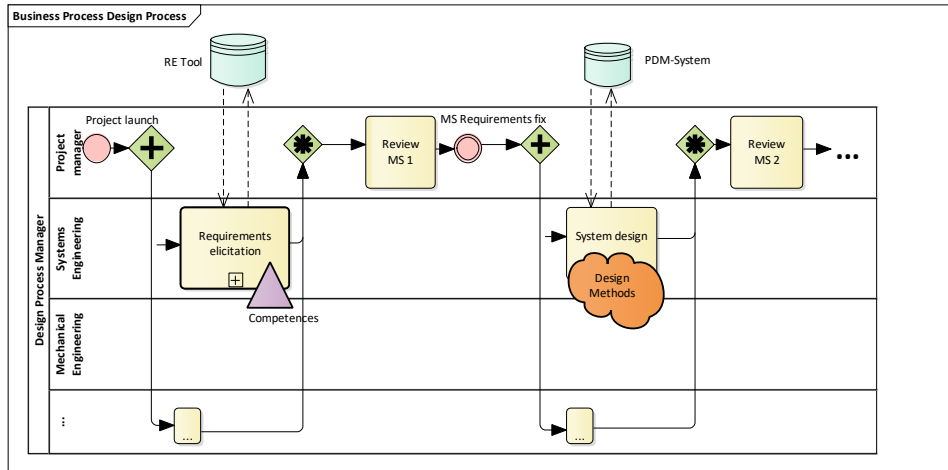 Business Process Design Process
RE Tool
PDM-System
Design Process Manager
Project
manager
Project launch
Review
MS 1
MS Requirements fix
Review
MS 2
...
Systems
Engineering
Requirements
elicitation
Competences
System design
Design
Methods
Mechanical
Engineering
...
...
...